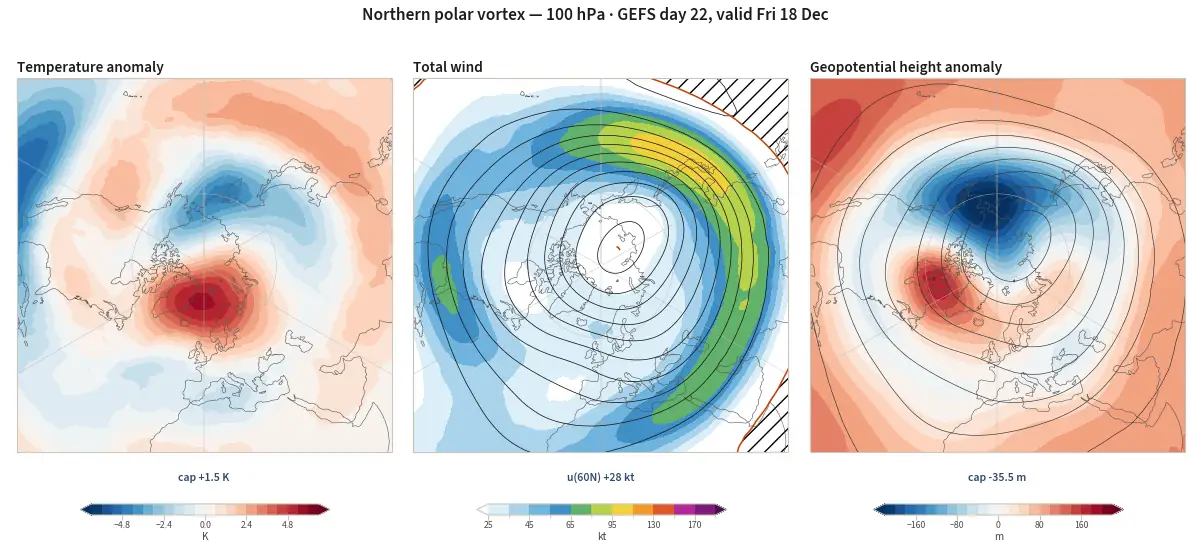 Northern polar vortex — 100 hPa · GEFS day 22, valid Fri 18 Dec
Temperature anomaly
Total wind
Geopotential height anomaly
cap +1.5 K
u(60N) +28 kt
cap -35.5 m
−4.8 −2.4 0.0 2.4 4.8
K
25 45 65 95 130 170
kt
−160 −80 0 80 160
m